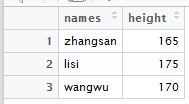 names height
1 zhangsan 165
2 lisi 175
3 wangwu 170